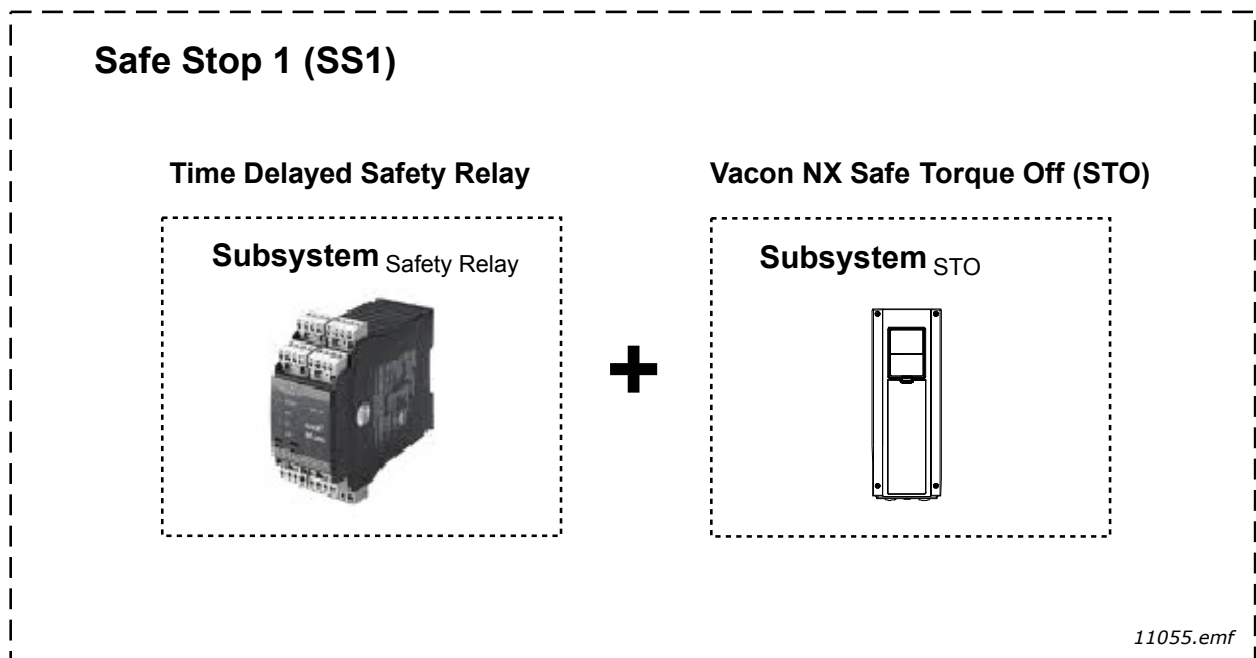 Safe Stop 1 (SS1)
Time Delayed Safety Relay
Vacon NX Safe Torque Off (STO)
Subsystem Safety Relay
Subsystem STO
+
11055.emf